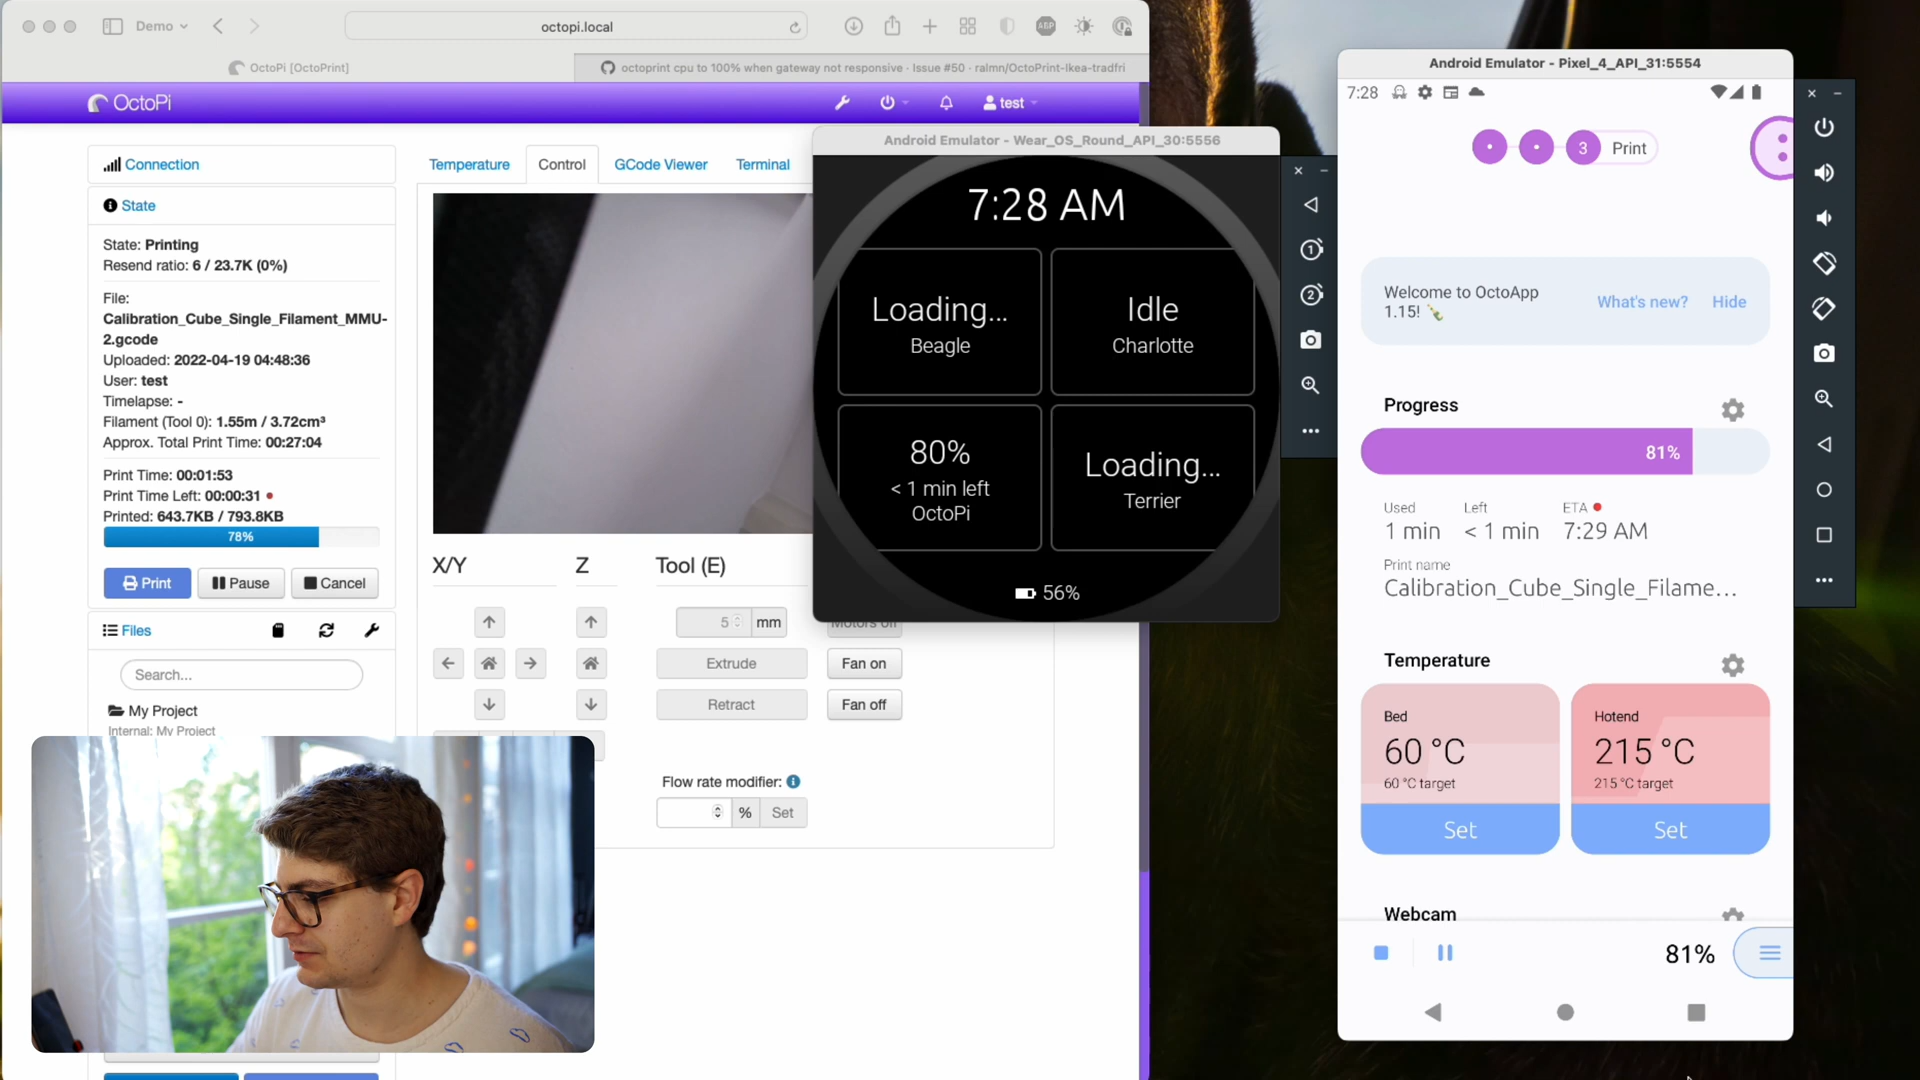 Demo
octopi.local
ABP
OctoPi [OctoPrint]
octoprint cpu to 100% when gateway not responsive · Issue #50 · ralmn/OctoPrint-Ikea-tradfri
OctoPi
test
Connection
State
State: Printing
Resend ratio: 6 / 23.7K (0%)
File:
Calibration_Cube_Single_Filament_MMU-
2.gcode
Uploaded: 2022-04-19 04:48:36
User: test
Timelapse: -
Filament (Tool 0): 1.55m / 3.72cm³
Approx. Total Print Time: 00:27:04
Print Time: 00:01:53
Print Time Left: 00:00:31
Printed: 643.7KB / 793.8KB
78%
Print
Pause
Cancel
Files
Search...
My Project
Internal: My Project
Temperature
Control
GCode Viewer
Terminal
X/Y
Z
Tool (E)
5
mm
Motors off
Extrude
Fan on
Retract
Fan off
Flow rate modifier:
%
Set
Android Emulator - Wear_OS_Round_API_30:5556
7:28 AM
Loading...
Beagle
Idle
Charlotte
80%
< 1 min left
OctoPi
Loading...
Terrier
56%
1
2
Android Emulator - Pixel_4_API_31:5554
7:28
3
Print
Welcome to OctoApp
1.15!
What's new?
Hide
Progress
81%
Used
Left
ETA
1 min
< 1 min
7:29 AM
Print name
Calibration_Cube_Single_Filame...
Temperature
Bed
60 °C
60 °C target
Set
Hotend
215 °C
215 °C target
Set
Webcam
81%